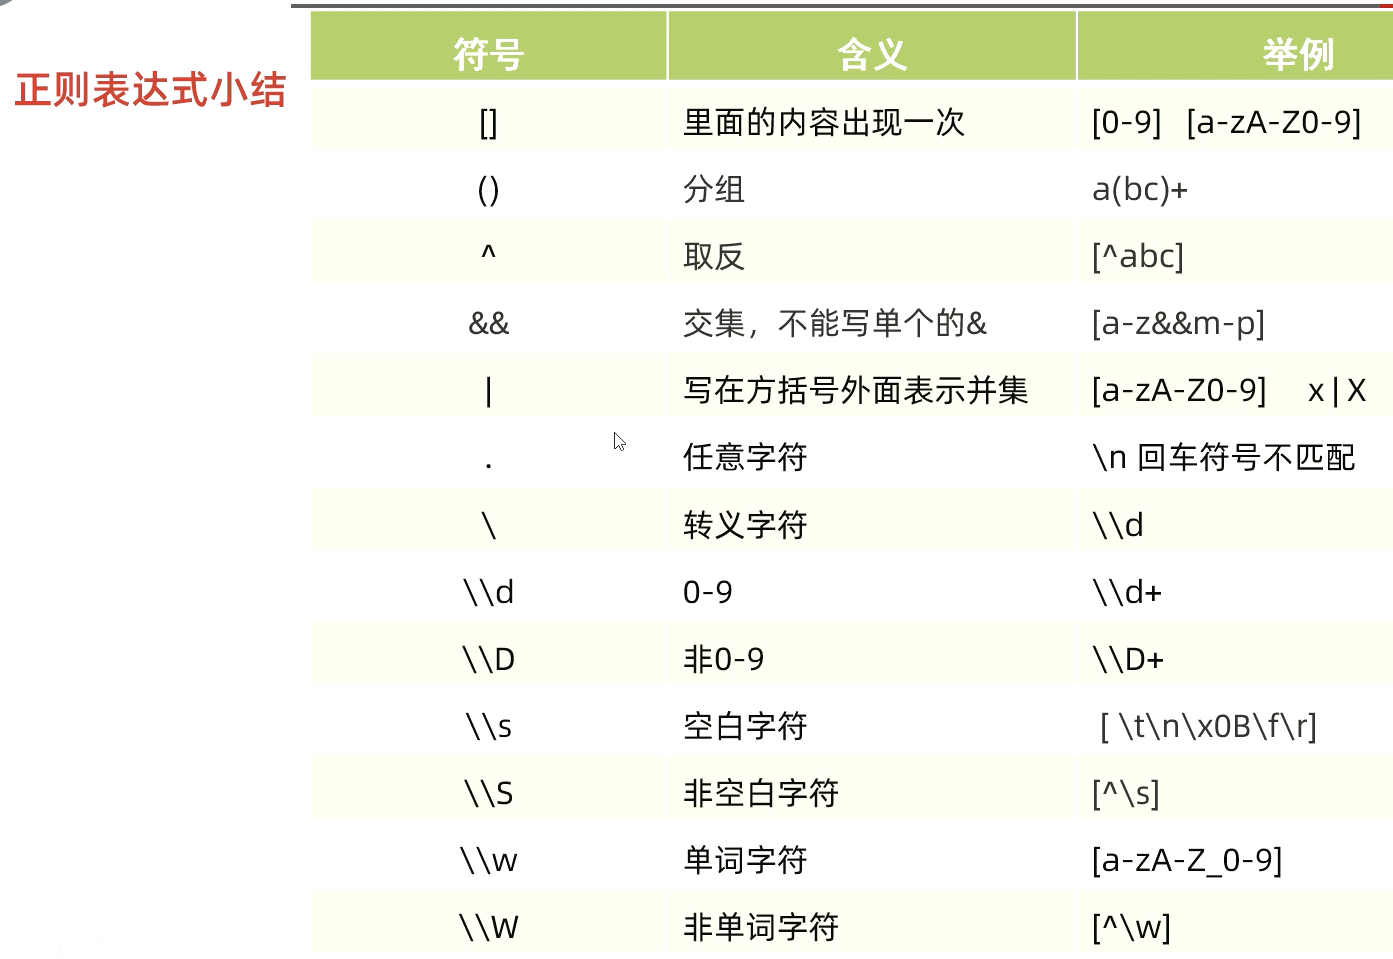 正则表达式小结
符号 含义 举例
[] 里面的内容出现一次 [0-9] [a-zA-Z0-9]
() 分组 a(bc)+
^ 取反 [^abc]
&& 交集，不能写单个的& [a-z&&m-p]
| 写在方括号外面表示并集 [a-zA-Z0-9] x|X
. 任意字符 \n 回车符号不匹配
\ 转义字符 \\d
\\d 0-9 \\d+
\\D 非0-9 \\D+
\\s 空白字符 [ \t\n\x0B\f\r]
\\S 非空白字符 [^\s]
\\w 单词字符 [a-zA-Z_0-9]
\\W 非单词字符 [^\w]